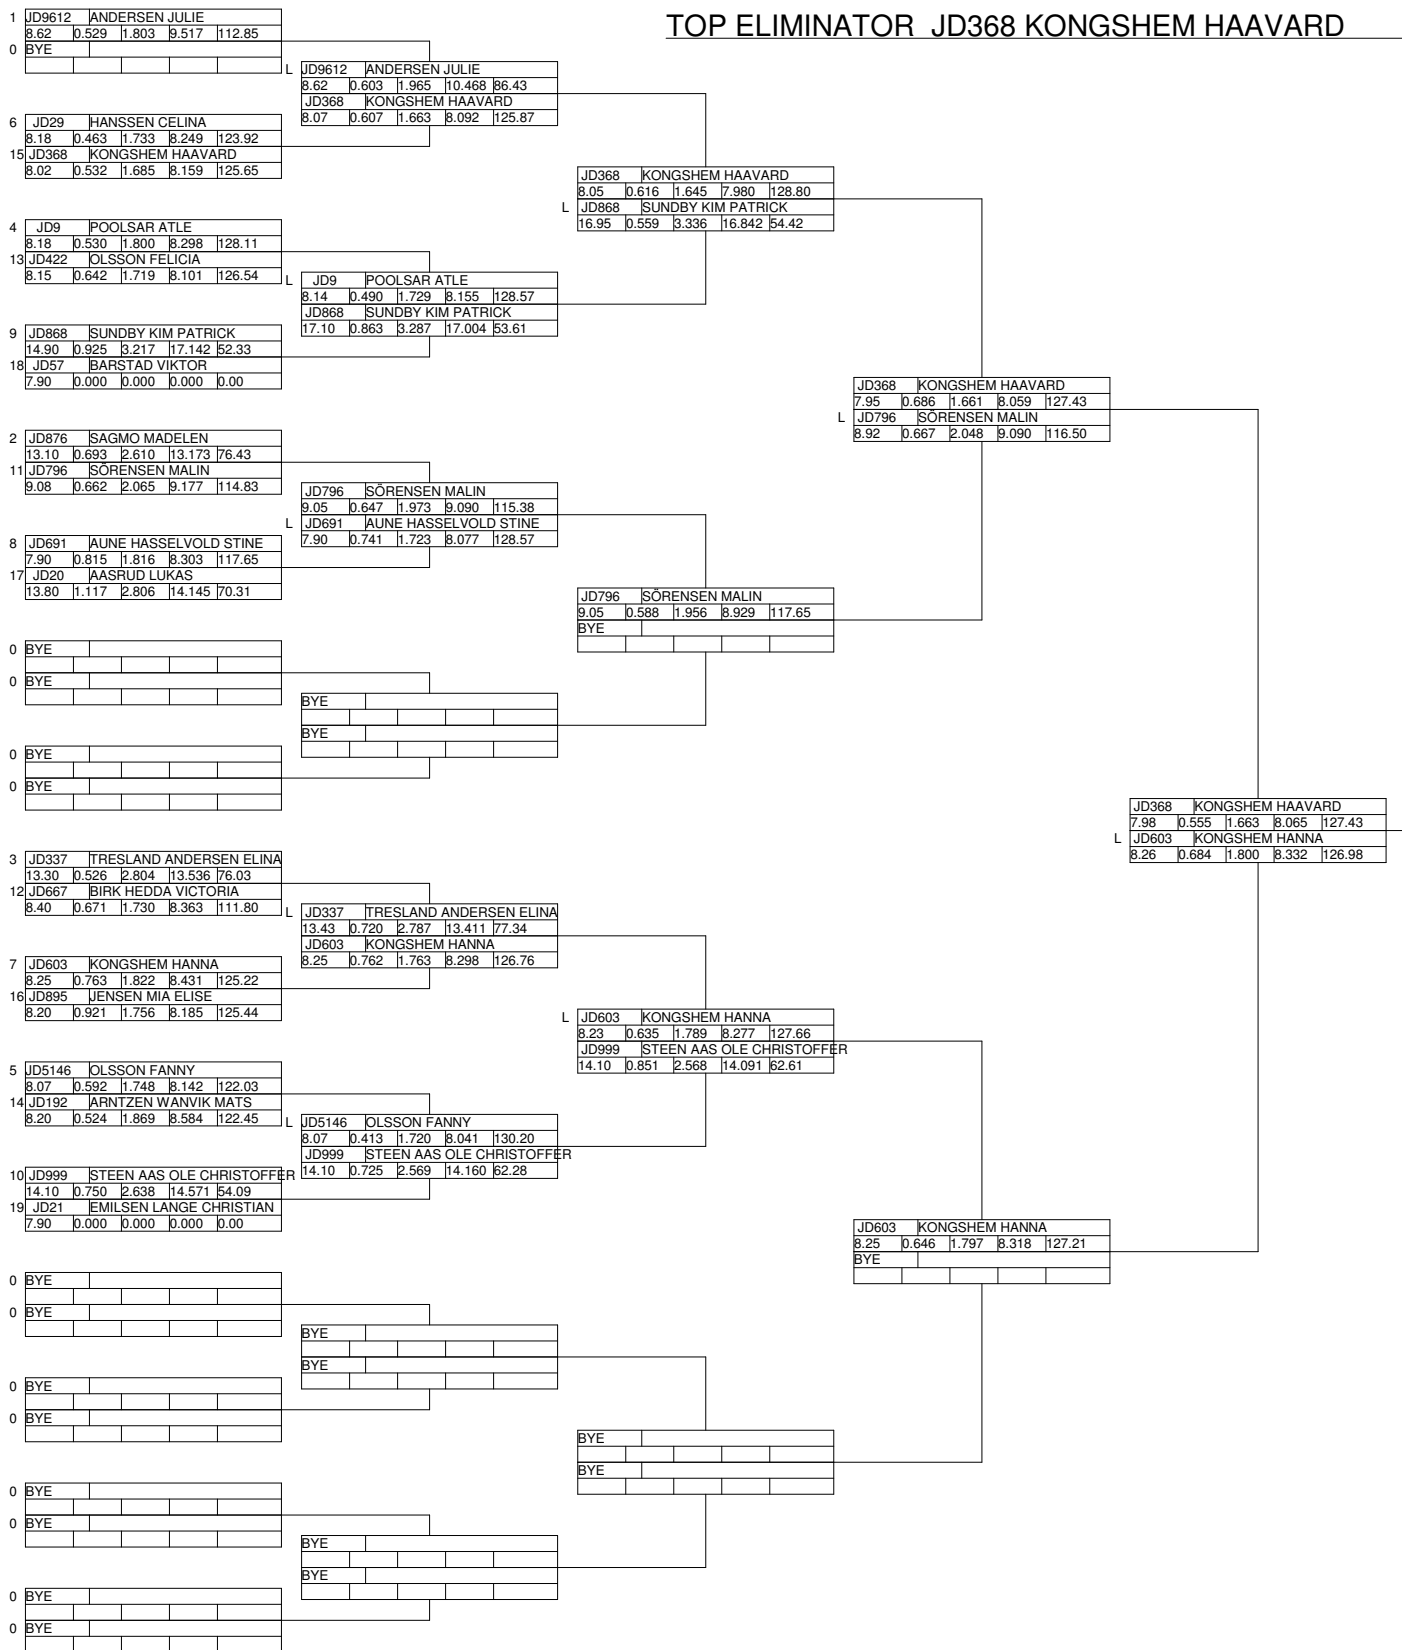 TOP ELIMINATOR JD368 KONGSHEM HAAVARD
1 JD9612 ANDERSEN JULIE
8.62 0.529 1.803 9.517 112.85
0 BYE
6 JD29 HANSSEN CELINA
8.18 0.463 1.733 8.249 123.92
15 JD368 KONGSHEM HAAVARD
8.02 0.532 1.685 8.159 125.65
4 JD9 POOLSAR ATLE
8.18 0.530 1.800 8.298 128.11
13 JD422 OLSSON FELICIA
8.15 0.642 1.719 8.101 126.54
9 JD868 SUNDBY KIM PATRICK
14.90 0.925 3.217 17.142 52.33
18 JD57 BARSTAD VIKTOR
7.90 0.000 0.000 0.000 0.00
2 JD876 SAGMO MADELEN
13.10 0.693 2.610 13.173 76.43
11 JD796 SÖRENSEN MALIN
9.08 0.662 2.065 9.177 114.83
8 JD691 AUNE HASSELVOLD STINE
7.90 0.815 1.816 8.303 117.65
17 JD20 AASRUD LUKAS
13.80 1.117 2.806 14.145 70.31
0 BYE
0 BYE
0 BYE
0 BYE
3 JD337 TRESLAND ANDERSEN ELINA
13.30 0.526 2.804 13.536 76.03
12 JD667 BIRK HEDDA VICTORIA
8.40 0.671 1.730 8.363 111.80
7 JD603 KONGSHEM HANNA
8.25 0.763 1.822 8.431 125.22
16 JD895 JENSEN MIA ELISE
8.20 0.921 1.756 8.185 125.44
5 JD5146 OLSSON FANNY
8.07 0.592 1.748 8.142 122.03
14 JD192 ARNTZEN WANVIK MATS
8.20 0.524 1.869 8.584 122.45
10 JD999 STEEN AAS OLE CHRISTOFFER
14.10 0.750 2.638 14.571 54.09
19 JD21 EMILSEN LANGE CHRISTIAN
7.90 0.000 0.000 0.000 0.00
0 BYE
0 BYE
0 BYE
0 BYE
0 BYE
0 BYE
0 BYE
0 BYE
L JD9612 ANDERSEN JULIE
8.62 0.603 1.965 10.468 86.43
JD368 KONGSHEM HAAVARD
8.07 0.607 1.663 8.092 125.87
L JD9 POOLSAR ATLE
8.14 0.490 1.729 8.155 128.57
JD868 SUNDBY KIM PATRICK
17.10 0.863 3.287 17.004 53.61
JD796 SÖRENSEN MALIN
9.05 0.647 1.973 9.090 115.38
L JD691 AUNE HASSELVOLD STINE
7.90 0.741 1.723 8.077 128.57
BYE
BYE
L JD337 TRESLAND ANDERSEN ELINA
13.43 0.720 2.787 13.411 77.34
JD603 KONGSHEM HANNA
8.25 0.762 1.763 8.298 126.76
L JD5146 OLSSON FANNY
8.07 0.413 1.720 8.041 130.20
JD999 STEEN AAS OLE CHRISTOFFER
14.10 0.725 2.569 14.160 62.28
BYE
BYE
BYE
BYE
JD368 KONGSHEM HAAVARD
8.05 0.616 1.645 7.980 128.80
L JD868 SUNDBY KIM PATRICK
16.95 0.559 3.336 16.842 54.42
JD796 SÖRENSEN MALIN
9.05 0.588 1.956 8.929 117.65
BYE
L JD603 KONGSHEM HANNA
8.23 0.635 1.789 8.277 127.66
JD999 STEEN AAS OLE CHRISTOFFER
14.10 0.851 2.568 14.091 62.61
BYE
BYE
JD368 KONGSHEM HAAVARD
7.95 0.686 1.661 8.059 127.43
L JD796 SÖRENSEN MALIN
8.92 0.667 2.048 9.090 116.50
JD603 KONGSHEM HANNA
8.25 0.646 1.797 8.318 127.21
BYE
JD368 KONGSHEM HAAVARD
7.98 0.555 1.663 8.065 127.43
L JD603 KONGSHEM HANNA
8.26 0.684 1.800 8.332 126.98